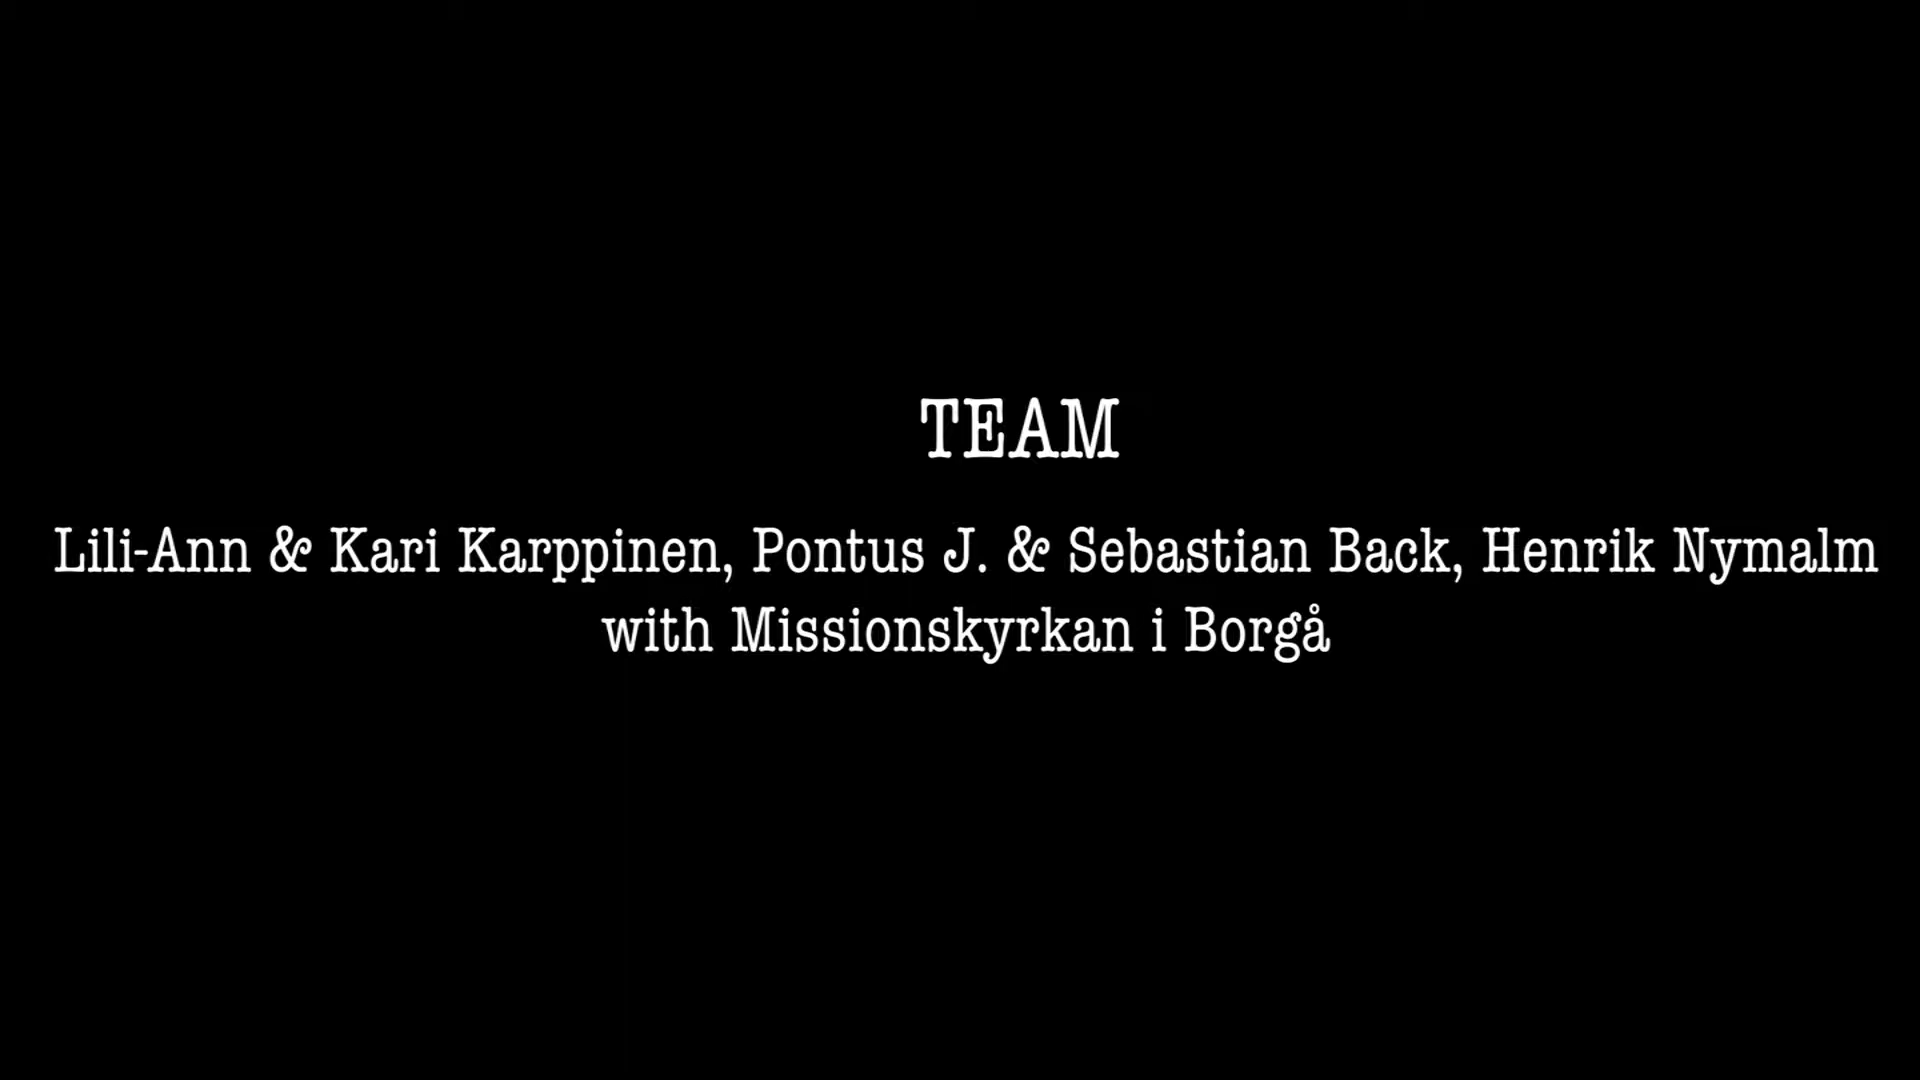 TEAM
Lili-Ann & Kari Karppinen, Pontus J. & Sebastian Back, Henrik Nymalm
with Missionskyrkan i Borgå